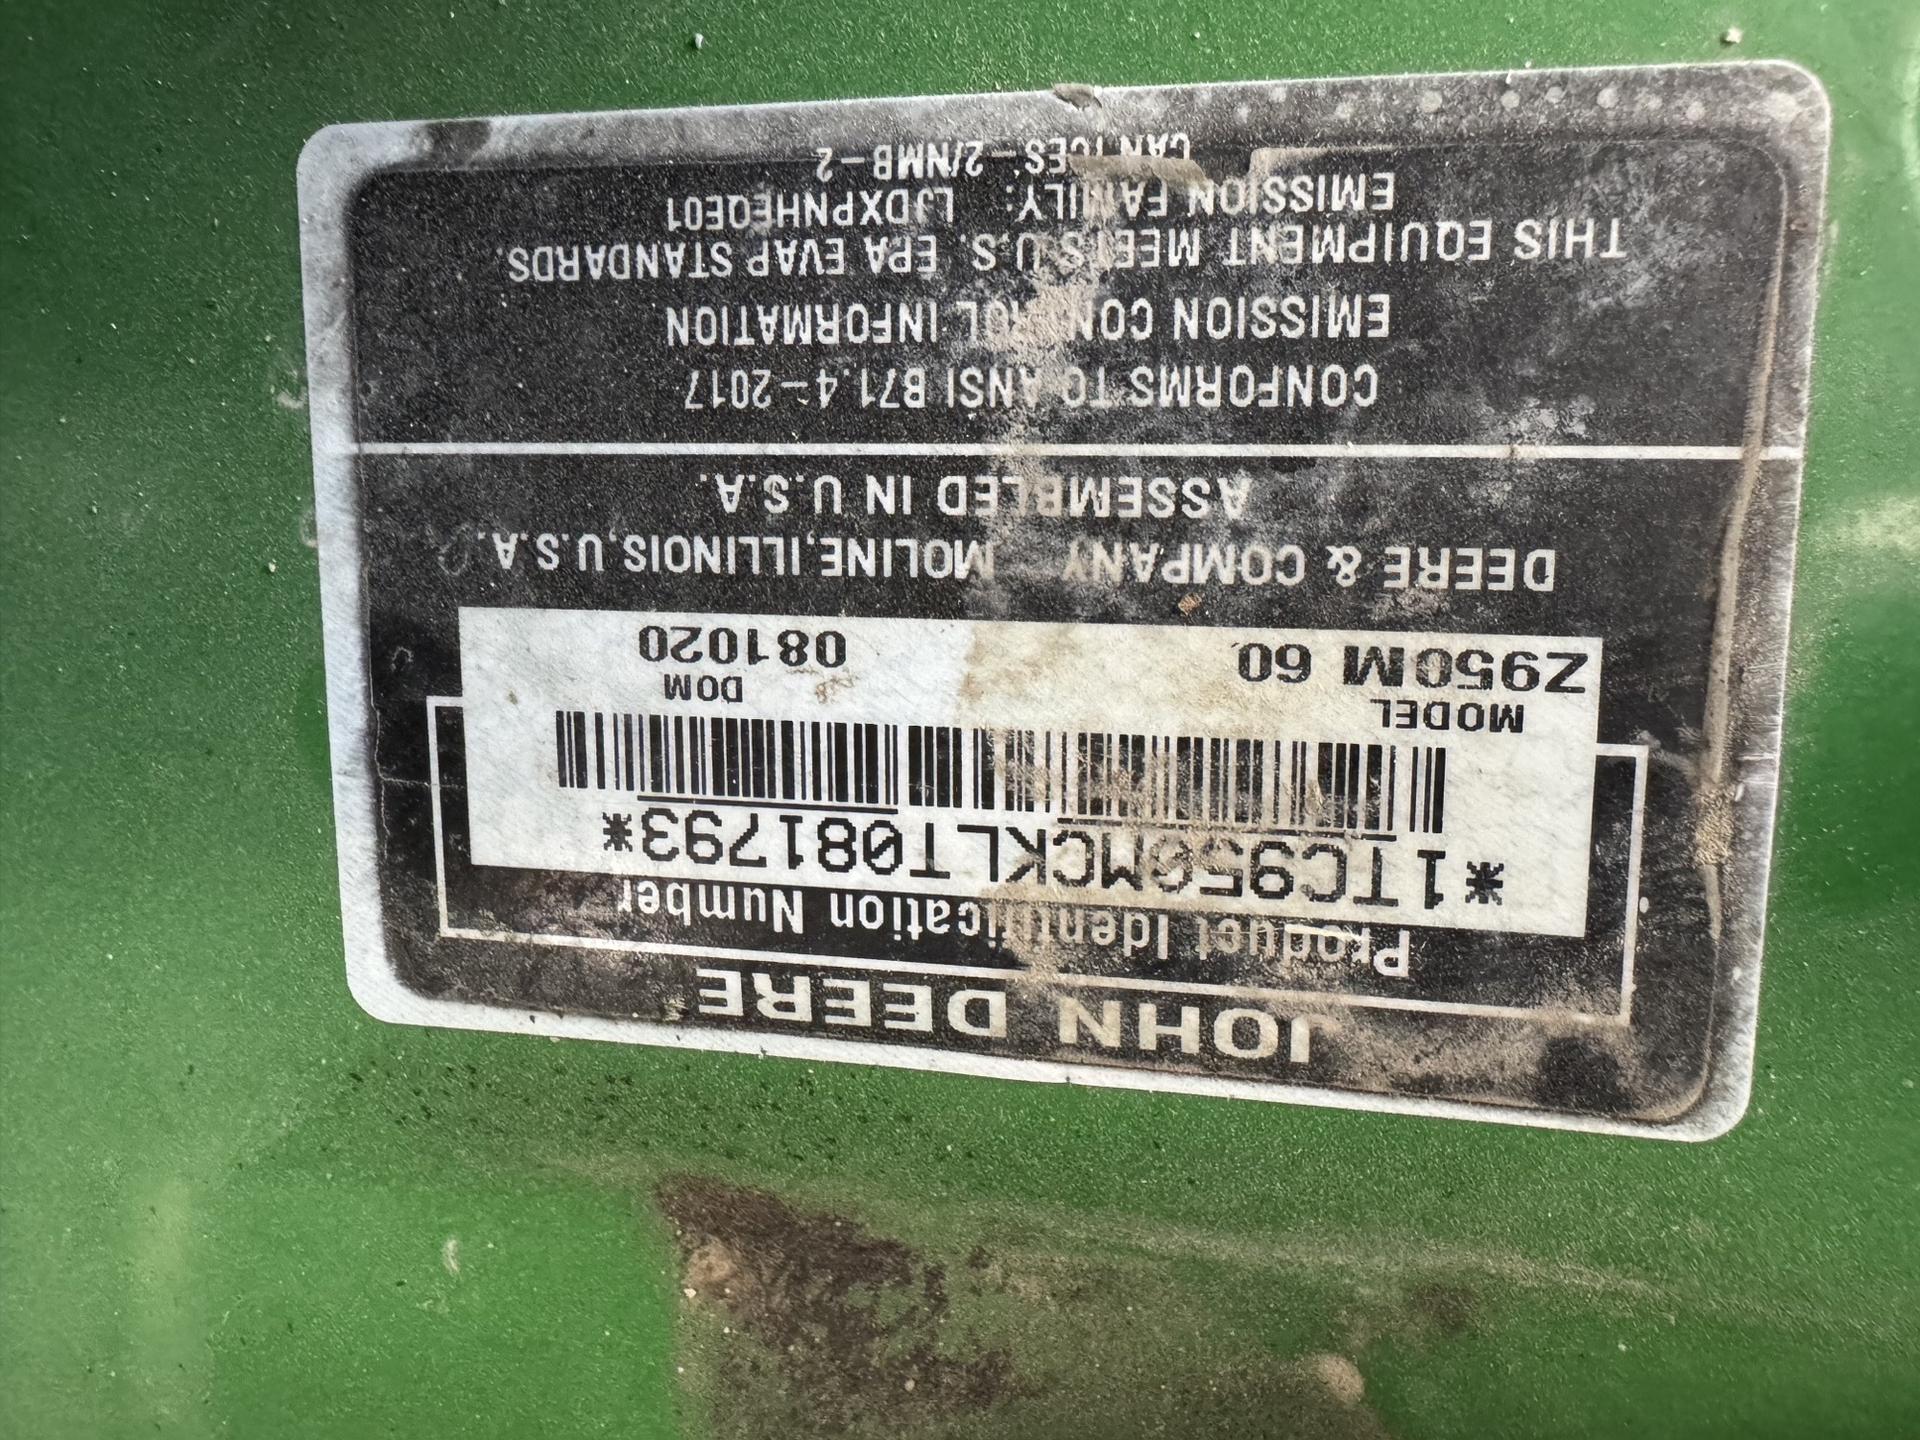 JOHN DEERE
Product Identification Number
*1TC950MCKLT081793*
MODEL
DOM
Z950M 60
081020
DEERE & COMPANY MOLINE, ILLINOIS, U.S.A.
ASSEMBLED IN U.S.A.
CONFORMS TO ANSI B71.4-2017
EMISSION CONTROL INFORMATION
THIS EQUIPMENT MEETS U.S. EPA EVAP STANDARDS.
EMISSION FAMILY: LJDXPNHEQE01
CAN ICES-2/NMB-2